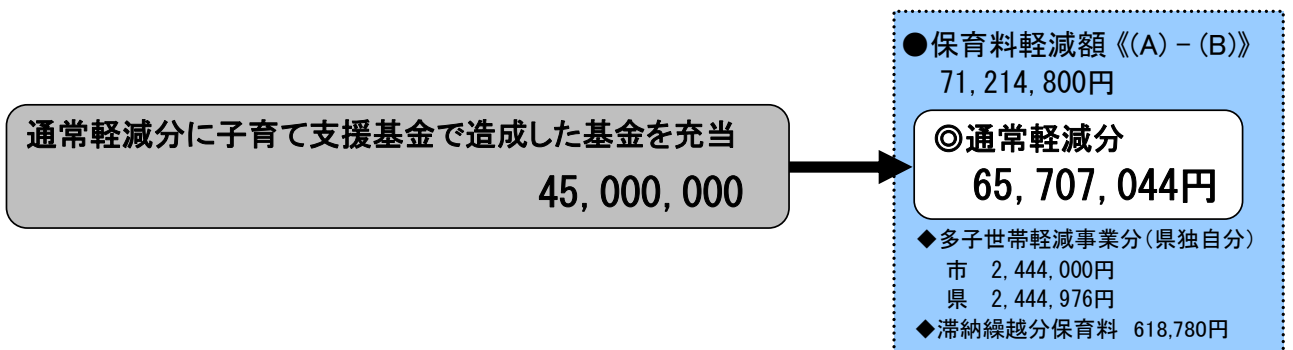 通常軽減分に子育て支援基金で造成した基金を充当
45,000,000
●保育料軽減額《(A)－(B)》
71,214,800円
◎通常軽減分
65,707,044円
◆多子世帯軽減事業分(県独自分)
市 2,444,000円
県 2,444,976円
◆滞納繰越分保育料 618,780円